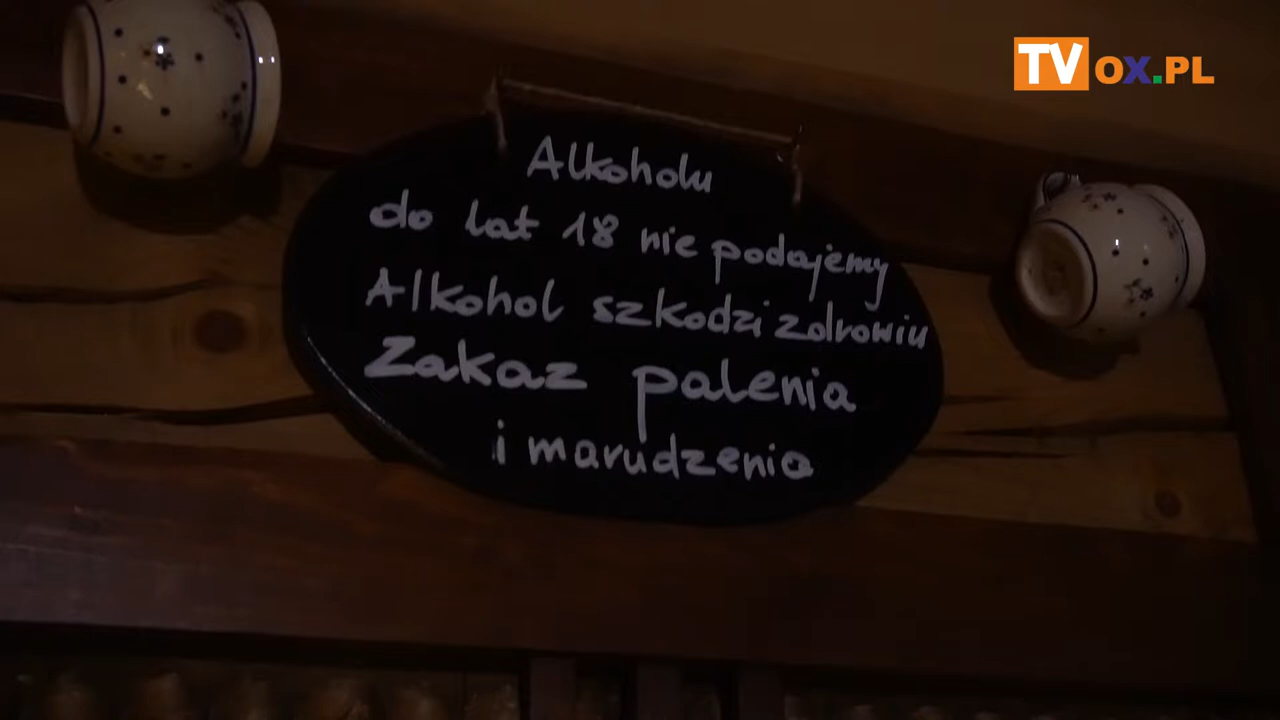 TVOX.PL
Alkoholu
do lat 18 nie podajemy
Alkohol szkodzi zdrowiu
Zakaz palenia
i marudzenia